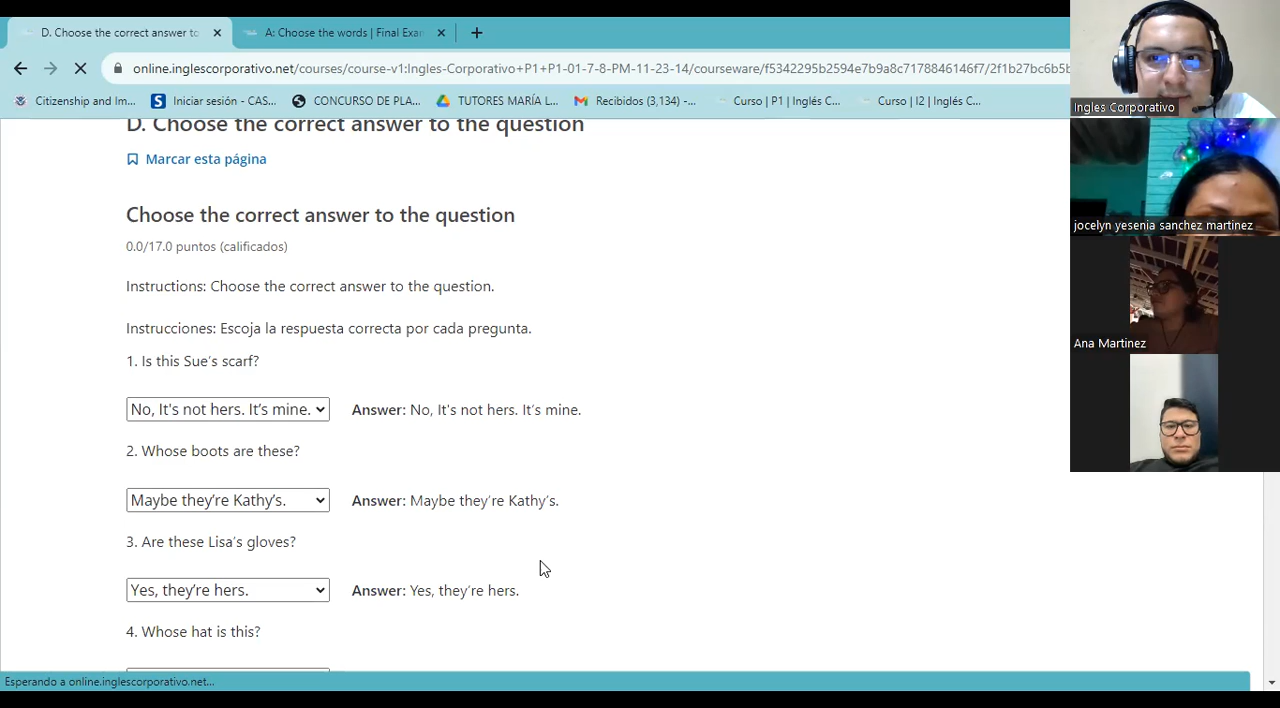 D. Choose the correct answer to
A: Choose the words | Final Exa
online.inglescorporativo.net/courses/course-v1:Ingles-Corporativo+P1+P1-01-7-8-PM-11-23-14/courseware/f5342295b2594e7b9a8c7178846146f7/2f1b27bc6b5b
Citizenship and Im...
Iniciar sesión - CAS...
CONCURSO DE PLA...
TUTORES MARÍA L...
Recibidos (3,134) -...
Curso | P1 | Inglés C...
Curso | I2 | Inglés C...
D. Choose the correct answer to the question
Marcar esta página
Choose the correct answer to the question
0.0/17.0 puntos (calificados)
Instructions: Choose the correct answer to the question.
Instrucciones: Escoja la respuesta correcta por cada pregunta.
1. Is this Sue’s scarf?
No, It's not hers. It’s mine. Answer: No, It's not hers. It’s mine.
2. Whose boots are these?
Maybe they’re Kathy’s. Answer: Maybe they’re Kathy’s.
3. Are these Lisa’s gloves?
Yes, they’re hers. Answer: Yes, they’re hers.
4. Whose hat is this?
Esperando a online.inglescorporativo.net...
Ingles Corporativo
jocelyn yesenia sanchez martinez
Ana Martinez